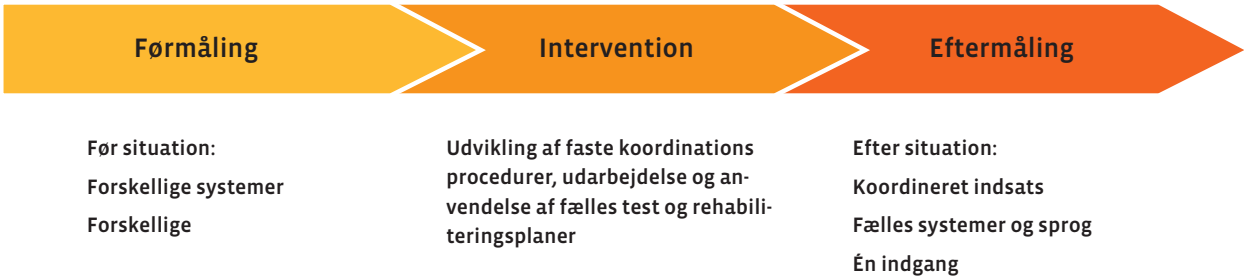 Førmåling
Intervention
Eftermåling
Før situation:
Forskellige systemer
Forskellige
Udvikling af faste koordinations
procedurer, udarbejdelse og an-
vendelse af fælles test og rehabili-
teringsplaner
Efter situation:
Koordineret indsats
Fælles systemer og sprog
Én indgang